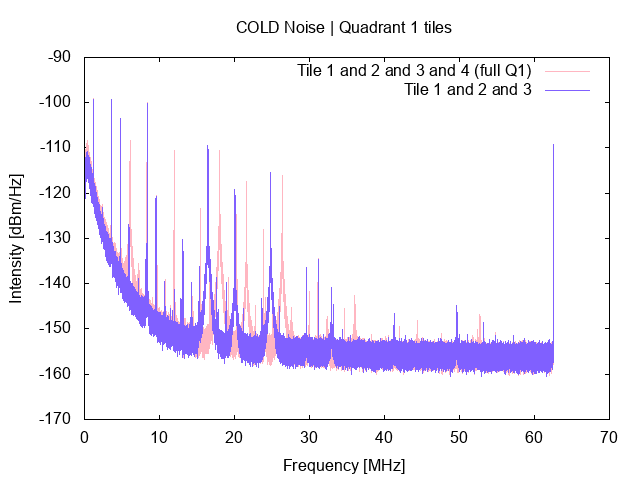 COLD Noise | Quadrant 1 tiles
Tile 1 and 2 and 3 and 4 (full Q1)
Tile 1 and 2 and 3
Intensity [dBm/Hz]
-90
-100
-110
-120
-130
-140
-150
-160
-170
0 10 20 30 40 50 60 70
Frequency [MHz]